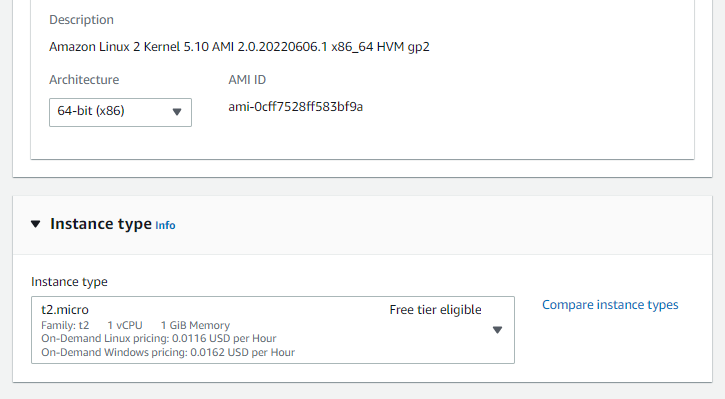 Description
Amazon Linux 2 Kernel 5.10 AMI 2.0.20220606.1 x86_64 HVM gp2
Architecture AMI ID
64-bit (x86) ami-0cff7528ff583bf9a
Instance type Info
Instance type
t2.micro Free tier eligible
Compare instance types
Family: t2 1 vCPU 1 GiB Memory
On-Demand Linux pricing: 0.0116 USD per Hour
On-Demand Windows pricing: 0.0162 USD per Hour